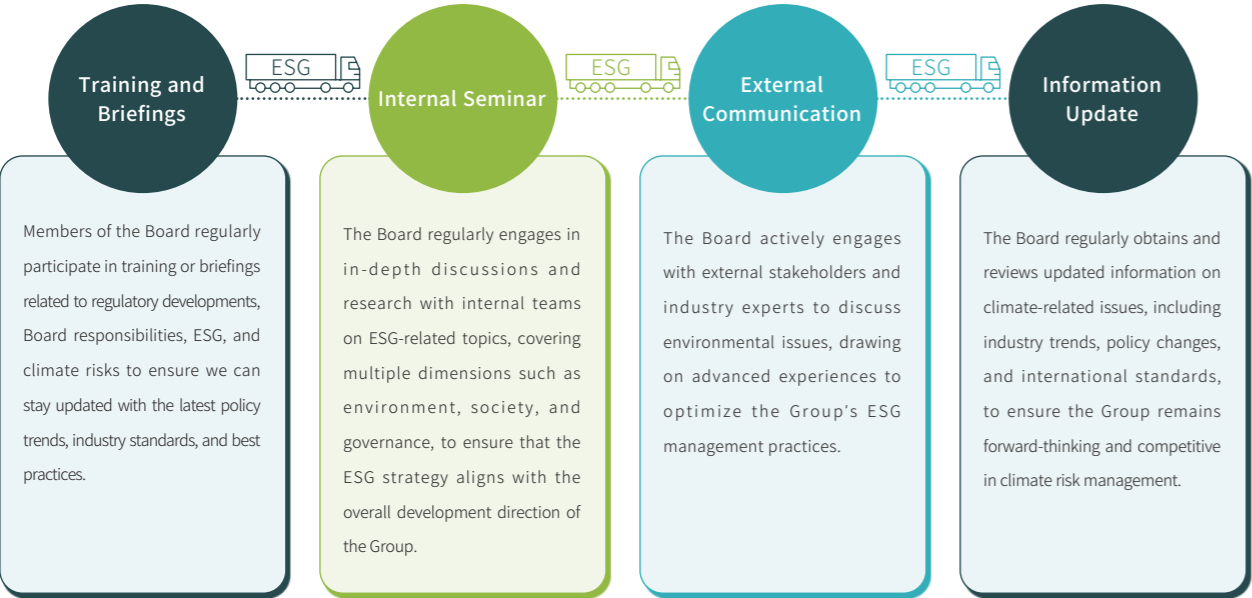 Training and
Briefings
ESG
Internal Seminar
ESG
External
Communication
ESG
Information
Update
Members of the Board regularly
participate in training or briefings
related to regulatory developments,
Board responsibilities, ESG, and
climate risks to ensure we can
stay updated with the latest policy
trends, industry standards, and best
practices.
The Board regularly engages in
in-depth discussions and
research with internal teams
on ESG-related topics, covering
multiple dimensions such as
environment, society, and
governance, to ensure that the
ESG strategy aligns with the
overall development direction of
the Group.
The Board actively engages
with external stakeholders and
industry experts to discuss
environmental issues, drawing
on advanced experiences to
optimize the Group's ESG
management practices.
The Board regularly obtains and
reviews updated information on
climate-related issues, including
industry trends, policy changes,
and international standards,
to ensure the Group remains
forward-thinking and competitive
in climate risk management.